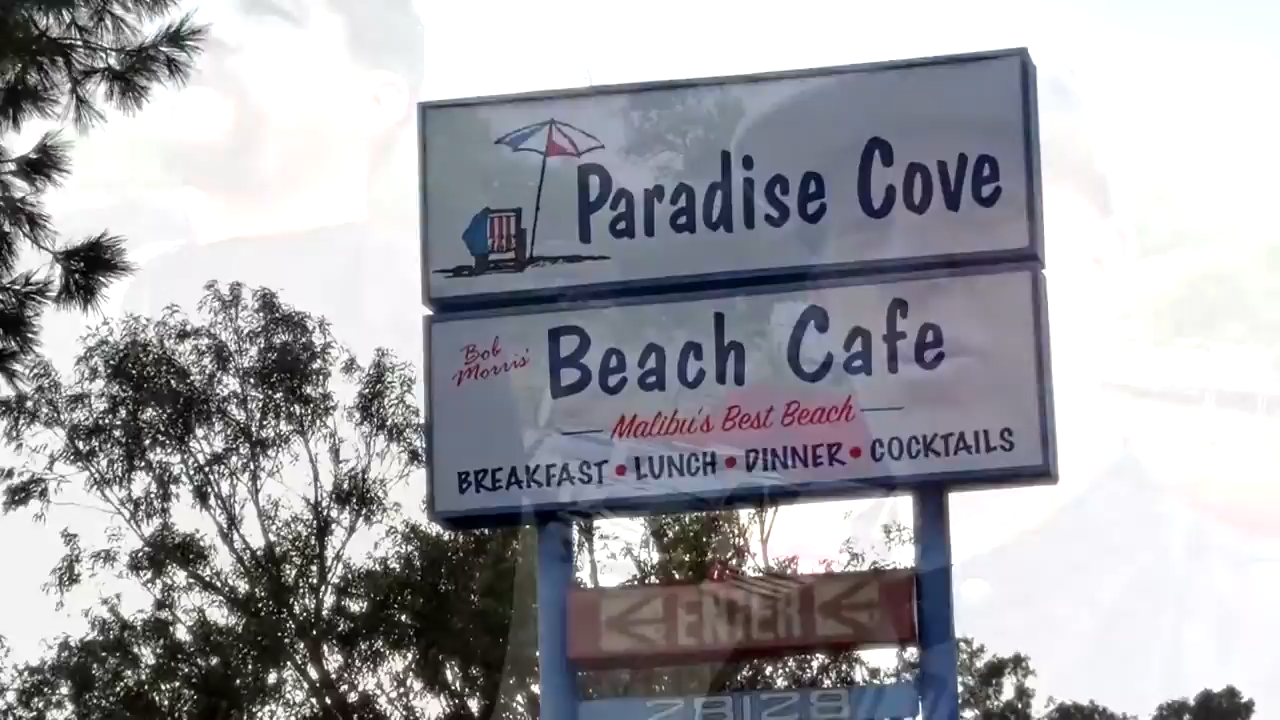 Paradise Cove
Bob Morris'
Beach Cafe
Malibu's Best Beach
BREAKFAST • LUNCH • DINNER • COCKTAILS
ENTER
28128